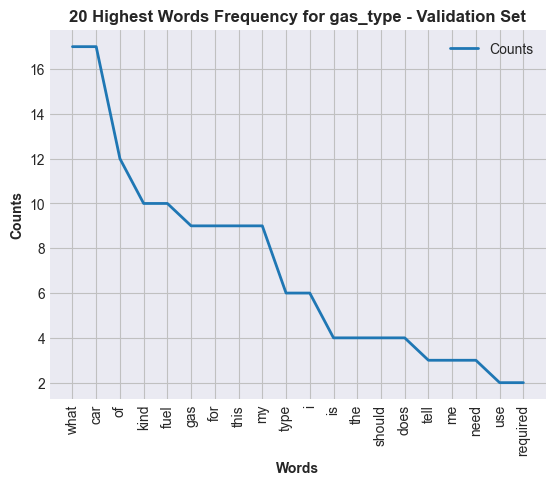 20 Highest Words Frequency for gas_type - Validation Set
Counts
Counts
16
14
12
10
8
6
4
2
what
car
of
kind
fuel
gas
for
this
my
type
i
is
the
should
does
tell
me
need
use
required
Words